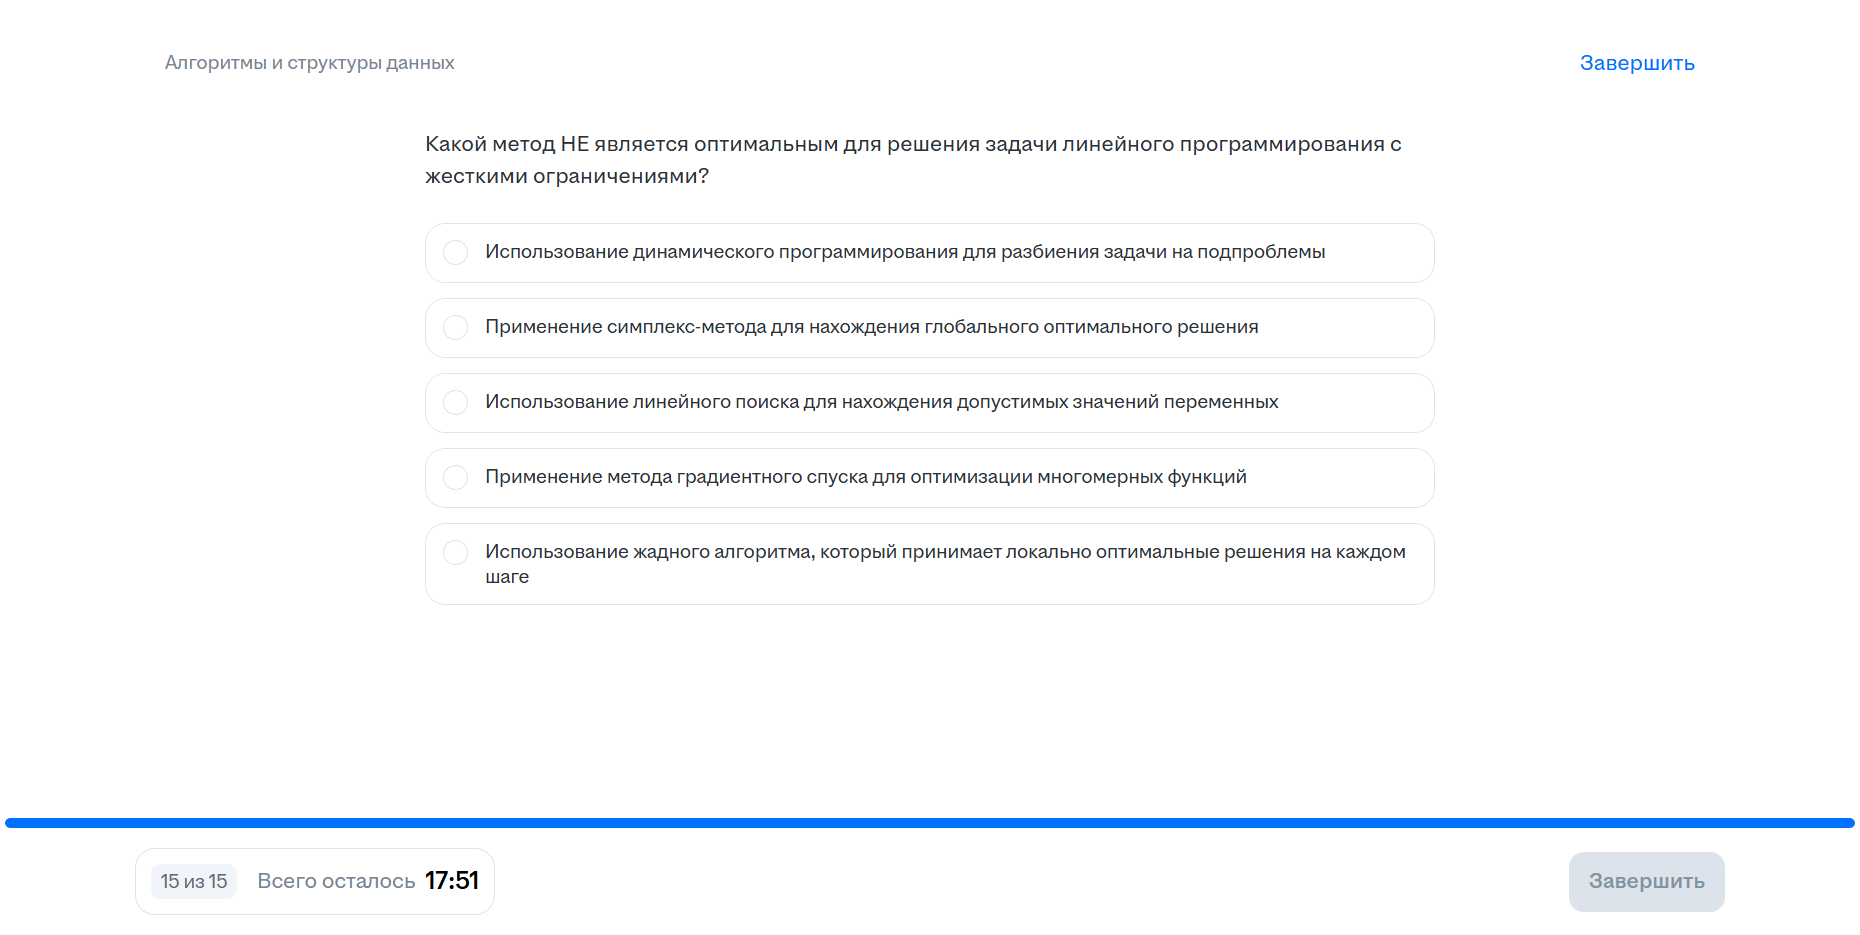 Алгоритмы и структуры данных
Завершить
Какой метод НЕ является оптимальным для решения задачи линейного программирования с
жесткими ограничениями?
Использование динамического программирования для разбиения задачи на подпроблемы
Применение симплекс-метода для нахождения глобального оптимального решения
Использование линейного поиска для нахождения допустимых значений переменных
Применение метода градиентного спуска для оптимизации многомерных функций
Использование жадного алгоритма, который принимает локально оптимальные решения на каждом
шаге
15 из 15
Всего осталось 17:51
Завершить